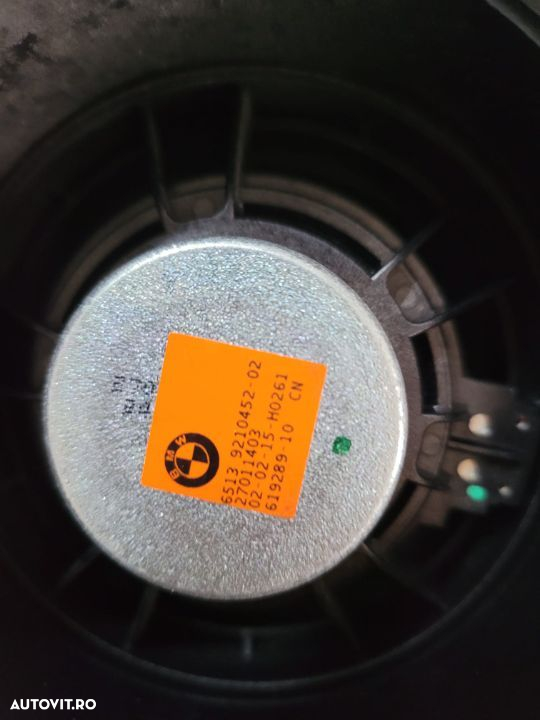 BMW
6513 9210452-02
27011403
02-02-15-H0261
619289-10 CN
AUTOVIT.RO